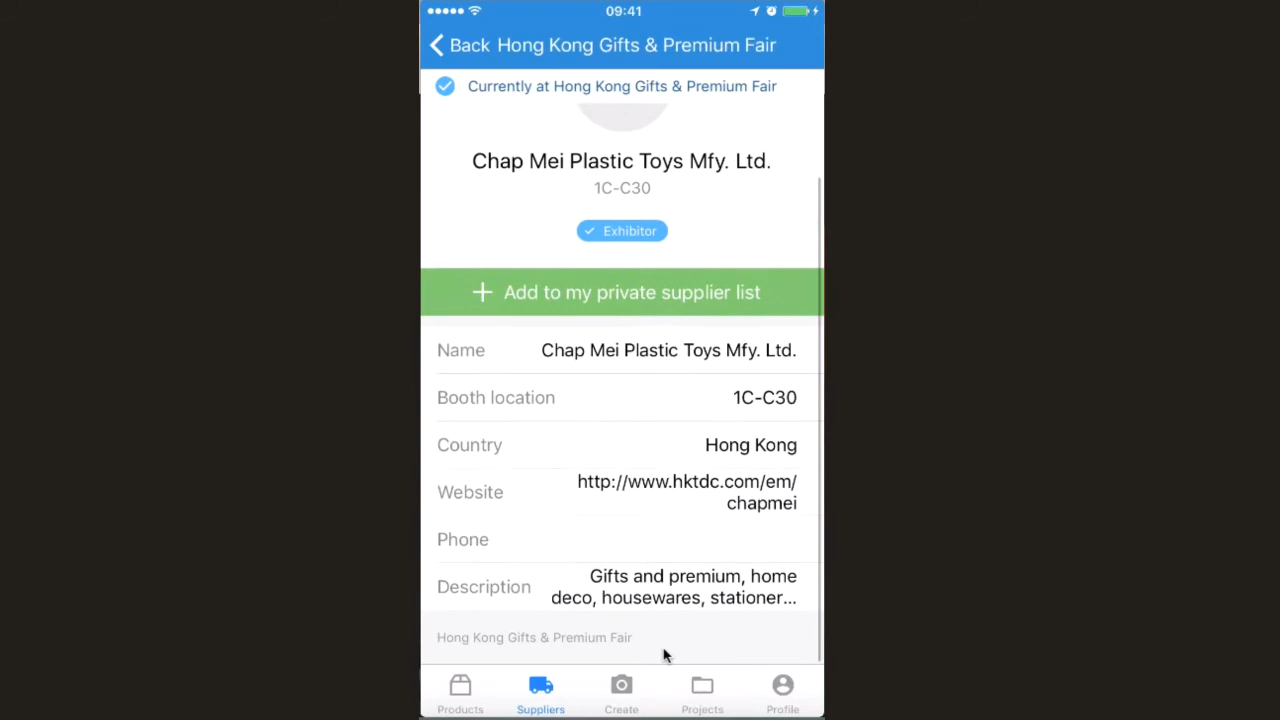 09:41
Back Hong Kong Gifts & Premium Fair
Currently at Hong Kong Gifts & Premium Fair
Chap Mei Plastic Toys Mfy. Ltd.
1C-C30
Exhibitor
Add to my private supplier list
Name Chap Mei Plastic Toys Mfy. Ltd.
Booth location 1C-C30
Country Hong Kong
Website http://www.hktdc.com/em/
chapmei
Phone
Description Gifts and premium, home
deco, housewares, stationer...
Hong Kong Gifts & Premium Fair
Products Suppliers Create Projects Profile